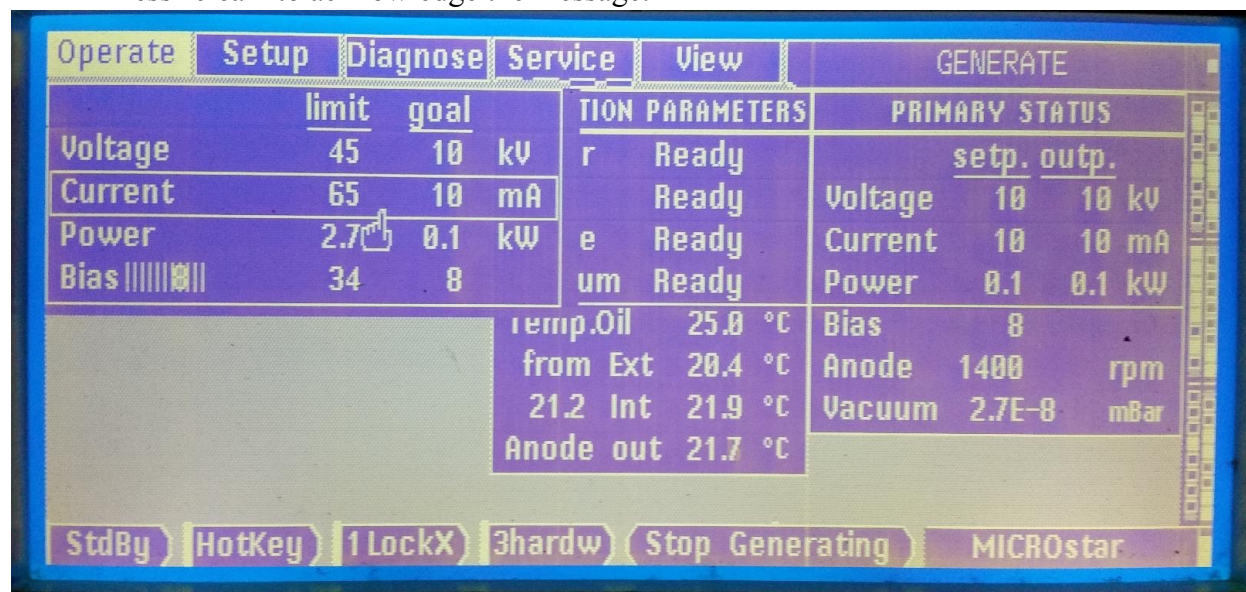 Operate Setup Diagnose Service View GENERATE
limit goal
Voltage 45 10 kV
Current 65 10 mA
Power 2.7 0.1 kW
Bias 34 8
TION PARAMETERS
r Ready
Ready
e Ready
um Ready
Temp.Oil 25.0 °C
from Ext 20.4 °C
21.2 Int 21.9 °C
Anode out 21.7 °C
PRIMARY STATUS
setp. outp.
Voltage 10 10 kV
Current 10 10 mA
Power 0.1 0.1 kW
Bias 8
Anode 1400 rpm
Vacuum 2.7E-8 mBar
StdBy HotKey 1 LockX 3hardw Stop Generating MICROstar